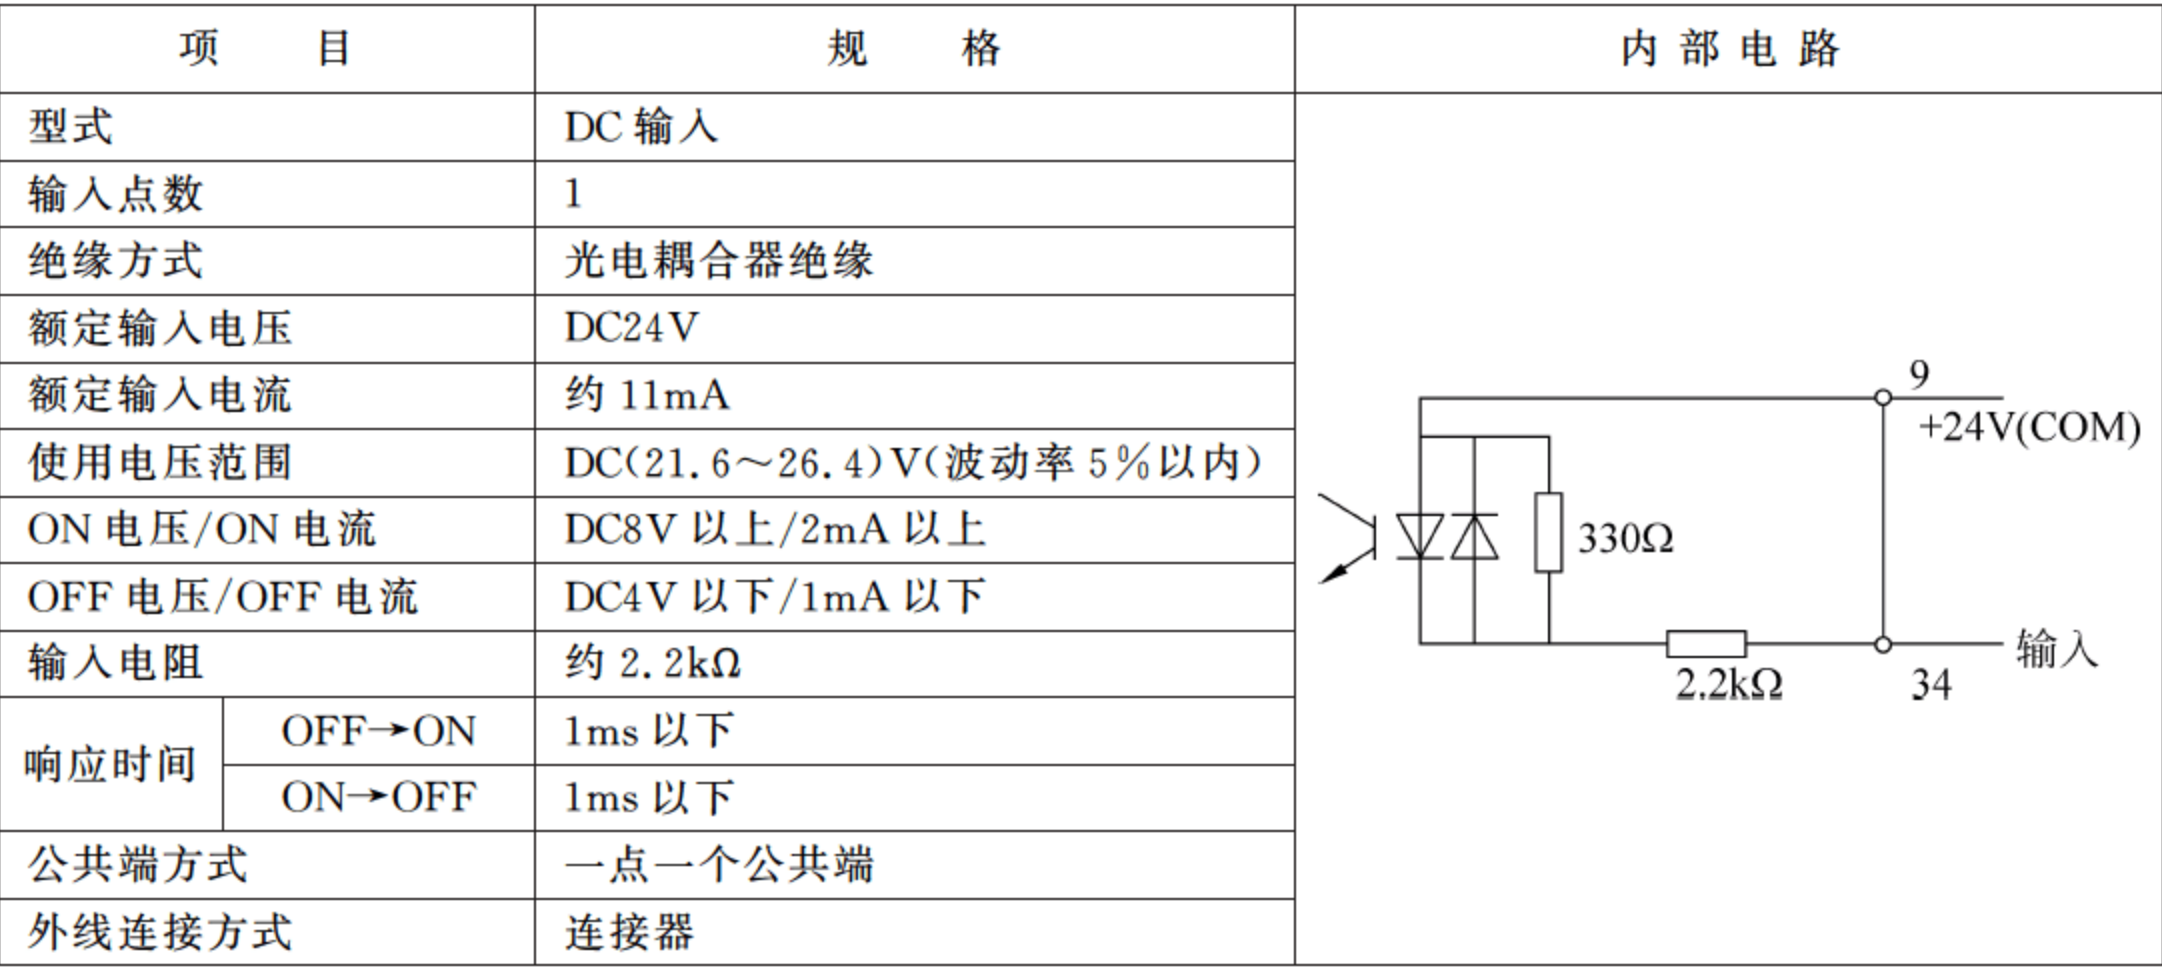 项 目 规 格 内 部 电 路
型式 DC 输入
输入点数 1
绝缘方式 光电耦合器绝缘
额定输入电压 DC24V
额定输入电流 约 11mA
使用电压范围 DC(21.6～26.4)V(波动率 5%以内)
ON 电压/ON 电流 DC8V 以上/2mA 以上
OFF 电压/OFF 电流 DC4V 以下/1mA 以下
输入电阻 约 2.2kΩ
响应时间 OFF→ON 1ms 以下
ON→OFF 1ms 以下
公共端方式 一点一个公共端
外线连接方式 连接器
9
+24V(COM)
330Ω
输入
2.2kΩ
34